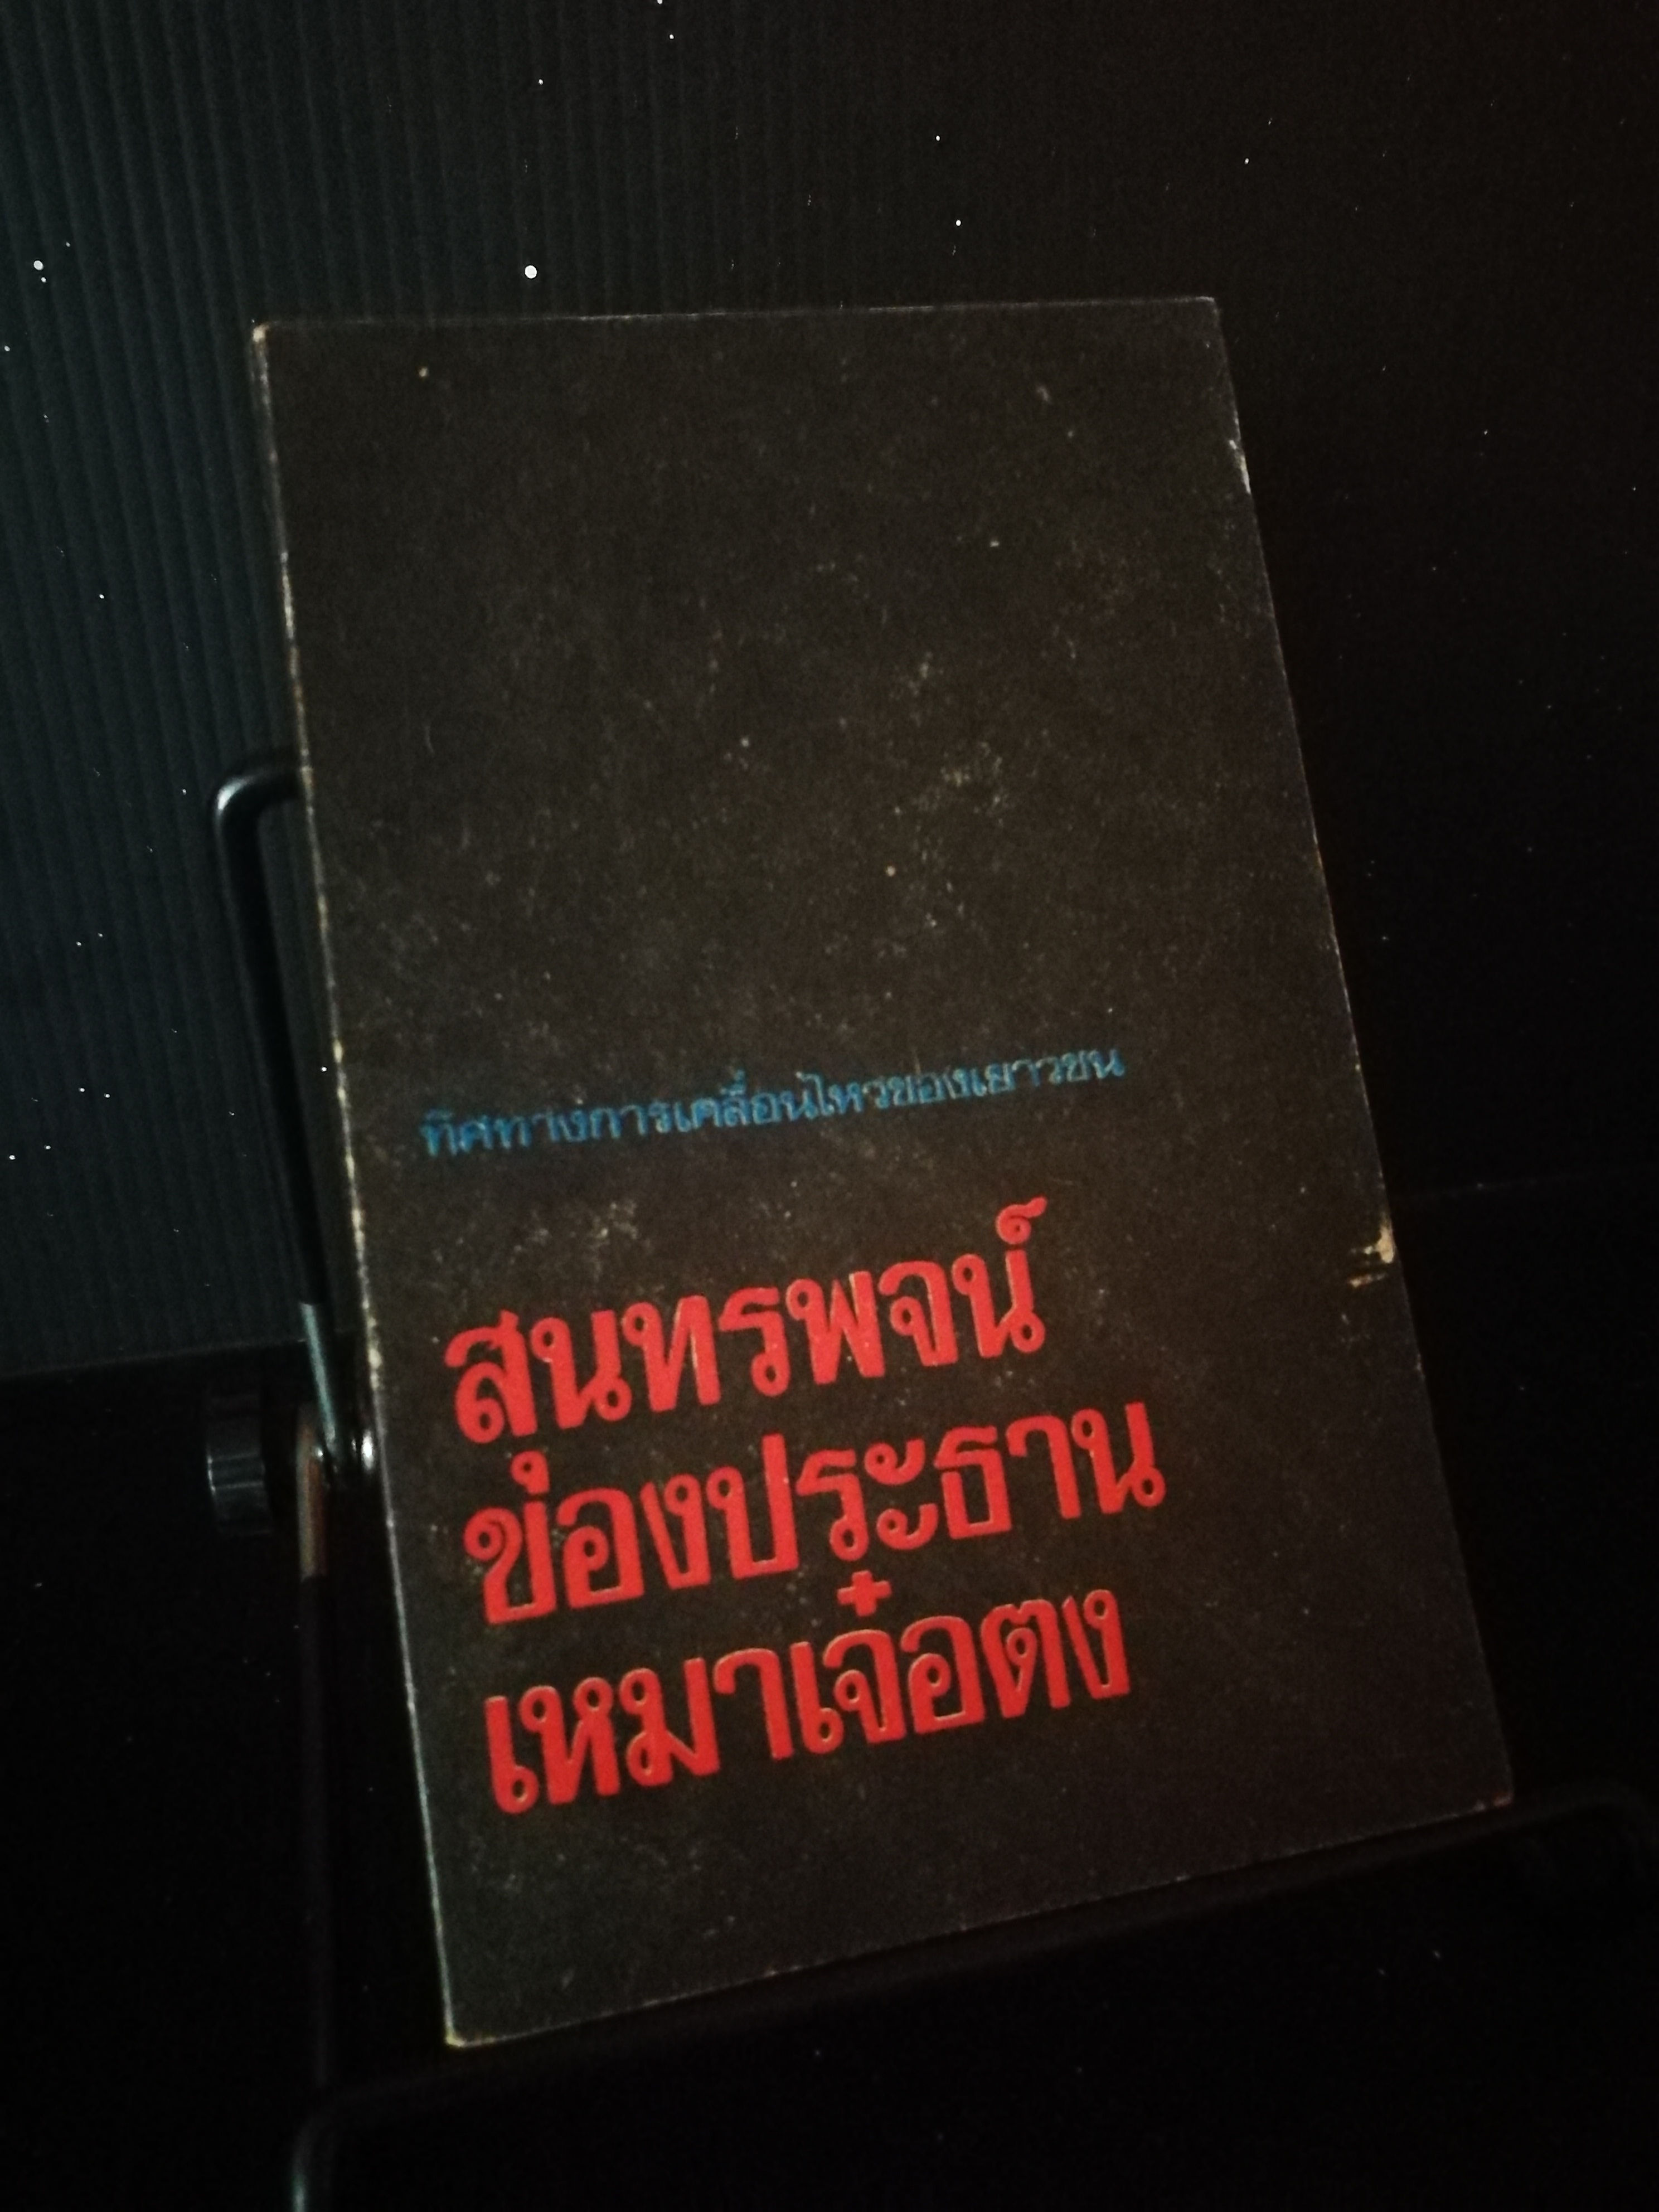 ทิศทางการเคลื่อนไหวของเยาวชน
สุนทรพจน์
ของประธาน
เหมาเจ๋อตง